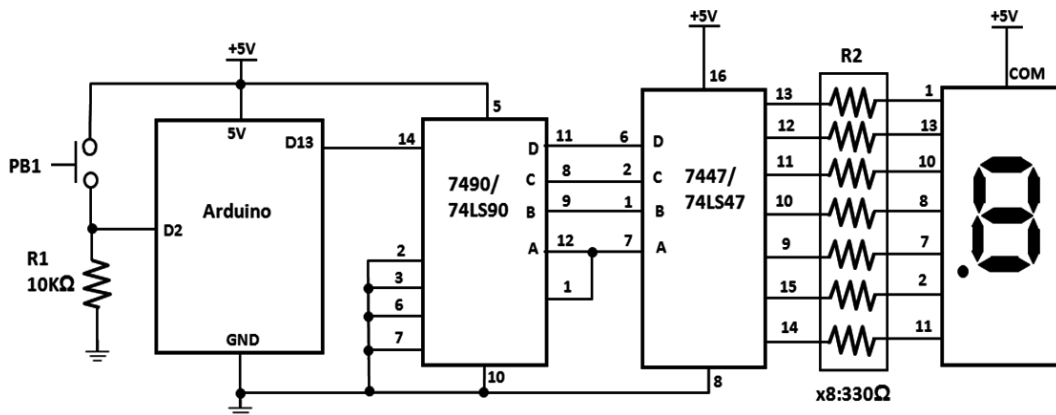 +5V
+5V
+5V
R2
COM
16
5
5V
D13
14
PB1
Arduino
D2
R1
10KΩ
GND
7490/
74LS90
D
C
B
A
11
8
9
12
1
2
3
6
7
10
6
2
1
7
D
C
B
A
7447/
74LS47
8
13
12
11
10
9
15
14
x8:330Ω
1
13
10
8
7
2
11